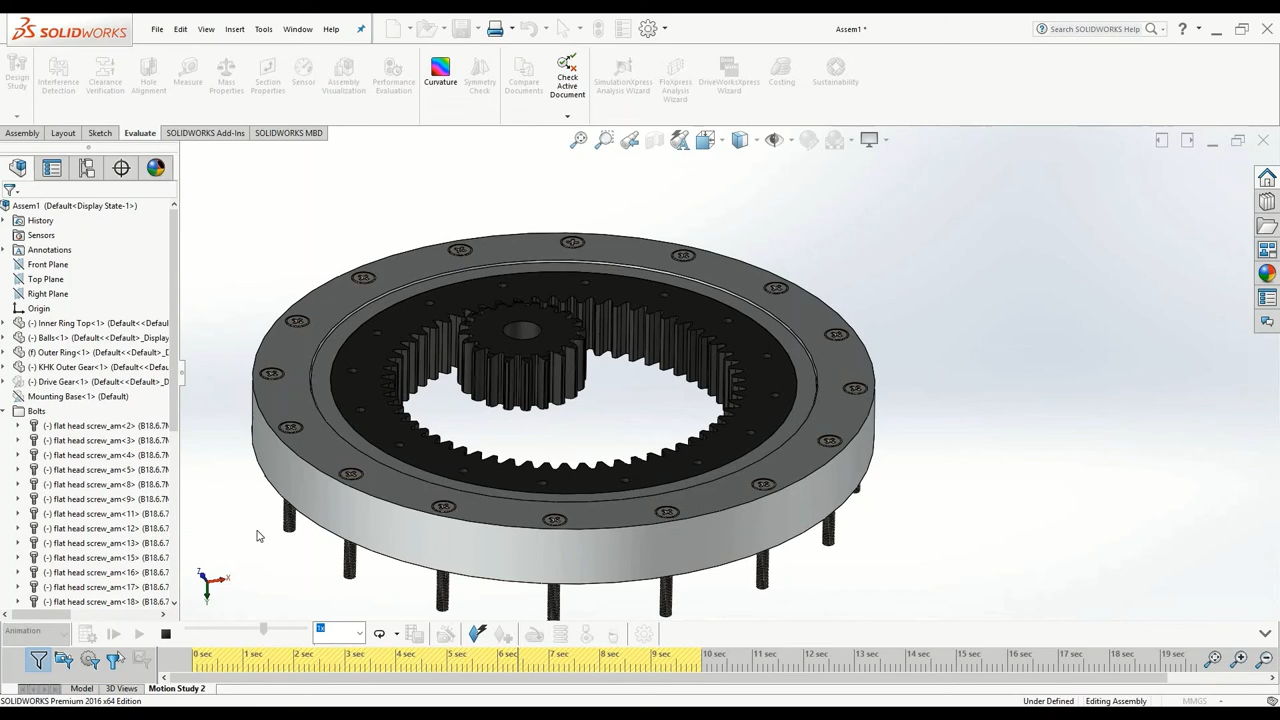 SOLIDWORKS File Edit View Insert Tools Window Help Assem1 * Search SOLIDWORKS Help
Design Study
Interference Detection
Clearance Verification
Hole Alignment
Measure
Mass Properties
Section Properties
Sensor
Assembly Visualization
Performance Evaluation
Curvature
Symmetry Check
Compare Documents
Check Active Document
SimulationXpress Analysis Wizard
FloXpress Analysis Wizard
DriveWorksXpress Wizard
Costing
Sustainability
Assembly Layout Sketch Evaluate SOLIDWORKS Add-Ins SOLIDWORKS MBD
Assem1 (Default<Display State-1>)
History
Sensors
Annotations
Front Plane
Top Plane
Right Plane
Origin
(-) Inner Ring Top<1> (Default<<Defaul
(-) Balls<1> (Default<<Default>_Display
(f) Outer Ring<1> (Default<<Default>_D
(-) KHK Outer Gear<1> (Default<<Defau
(-) Drive Gear<1> (Default<<Default>_D
Mounting Base<1> (Default)
Bolts
(-) flat head screw_am<2> (B18.6.7M
(-) flat head screw_am<3> (B18.6.7M
(-) flat head screw_am<4> (B18.6.7
(-) flat head screw_am<5> (B18.6.7
(-) flat head screw_am<8> (B18.6.7
(-) flat head screw_am<9> (B18.6.7M
(-) flat head screw_am<11> (B18.6.7
(-) flat head screw_am<12> (B18.6.7
(-) flat head screw_am<13> (B18.6.7
(-) flat head screw_am<15> (B18.6.7
(-) flat head screw_am<16> (B18.6.7
(-) flat head screw_am<17> (B18.6.7
(-) flat head screw_am<18> (B18.6.7
Z X Y
Animation 1x
0 sec 1 sec 2 sec 3 sec 4 sec 5 sec 6 sec 7 sec 8 sec 9 sec 10 sec 11 sec 12 sec 13 sec 14 sec 15 sec 16 sec 17 sec 18 sec 19 sec
Model 3D Views Motion Study 2
SOLIDWORKS Premium 2016 x64 Edition Under Defined Editing Assembly MMGS